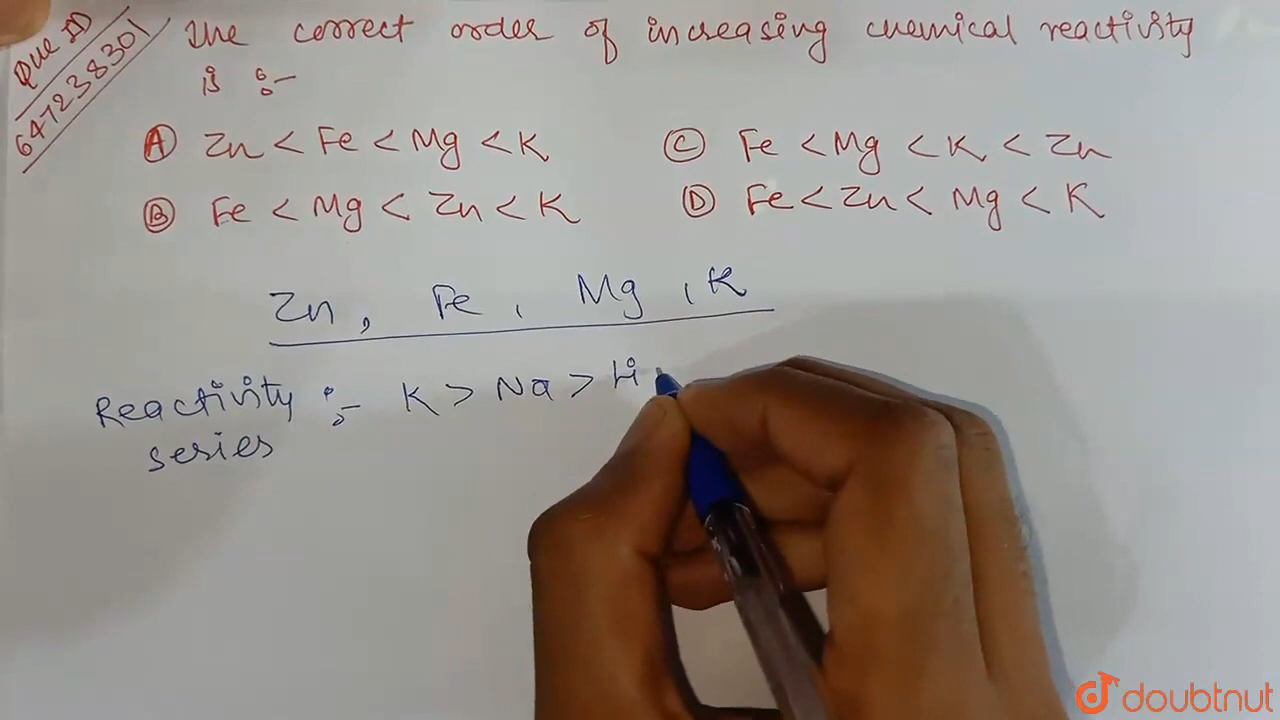 Que ID
647238301
The correct order of increasing chemical reactivity
is :-
A Zn < Fe < Mg < K
C Fe < Mg < K < Zn
B Fe < Mg < Zn < K
D Fe < Zn < Mg < K
Zn, Fe, Mg, K
Reactivity :- K > Na > Li
series
doubtnut